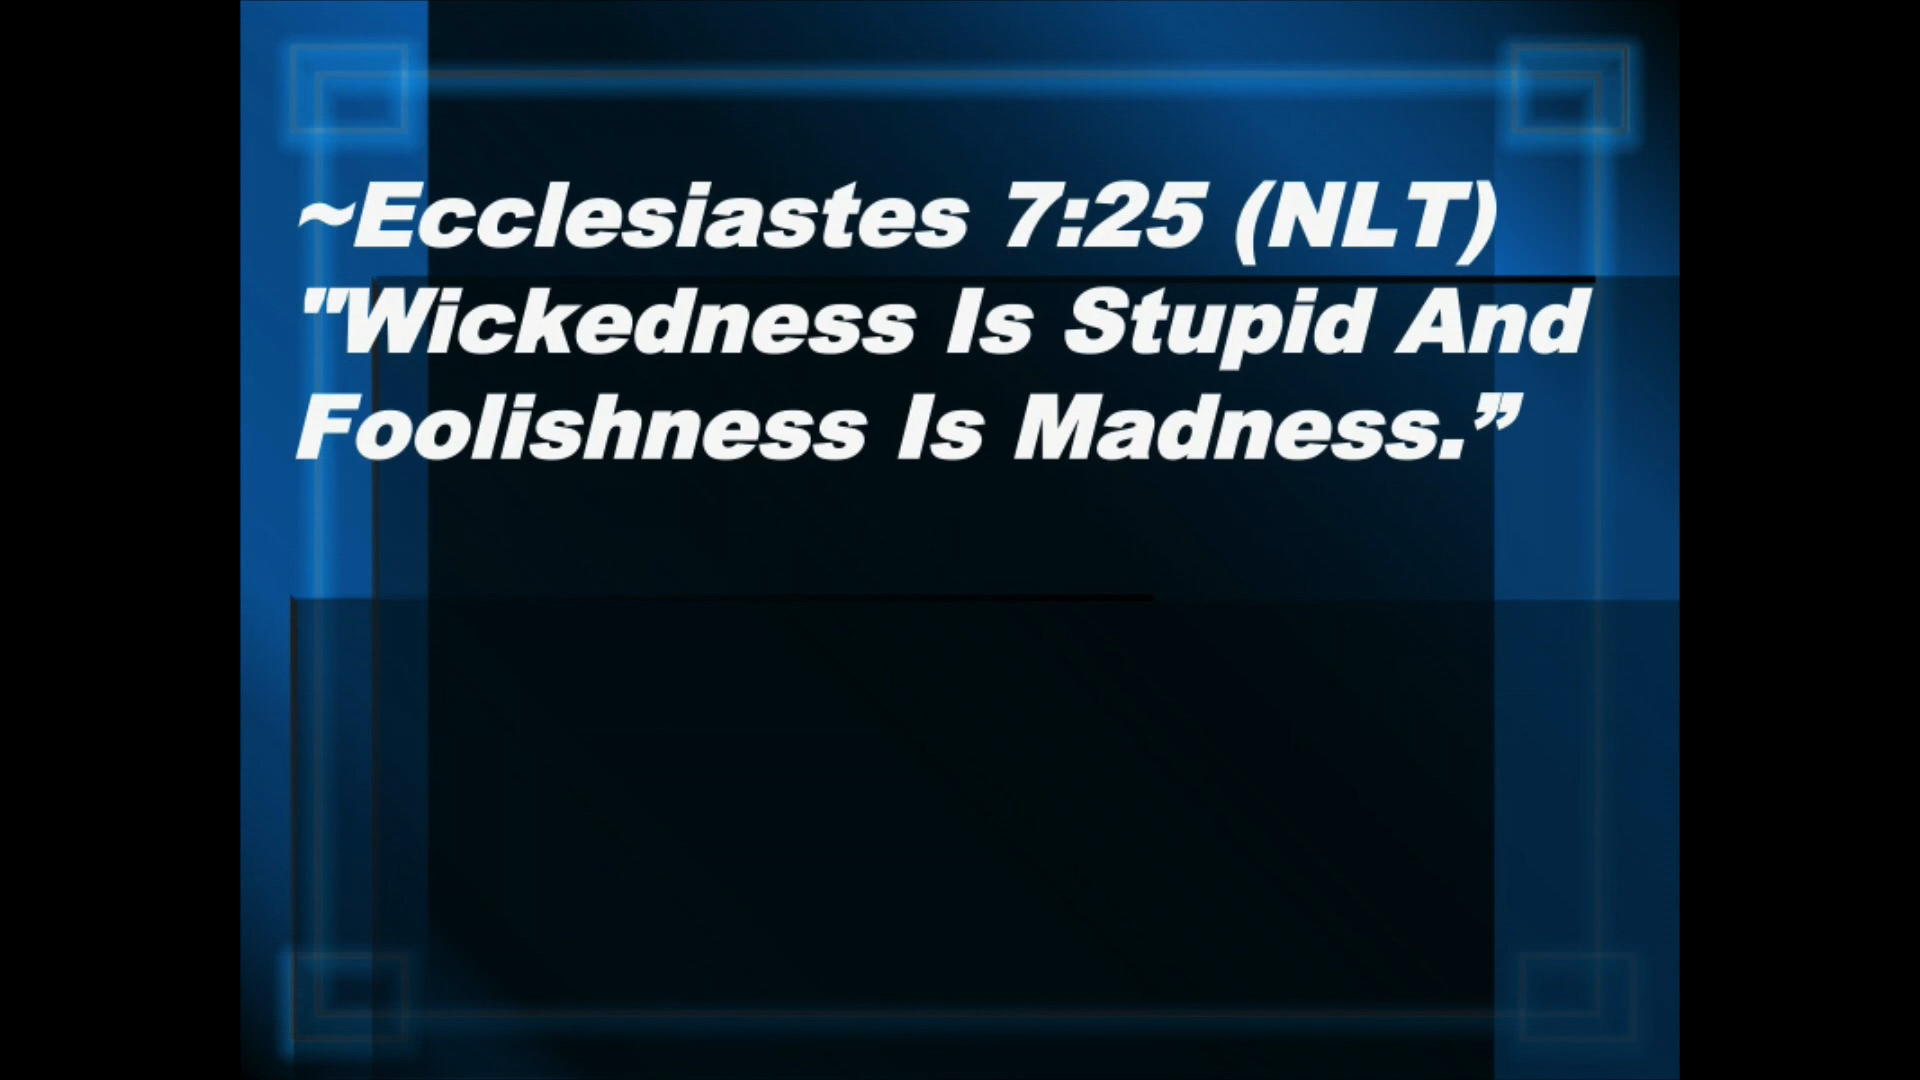 ~Ecclesiastes 7:25 (NLT)
"Wickedness Is Stupid And
Foolishness Is Madness.”